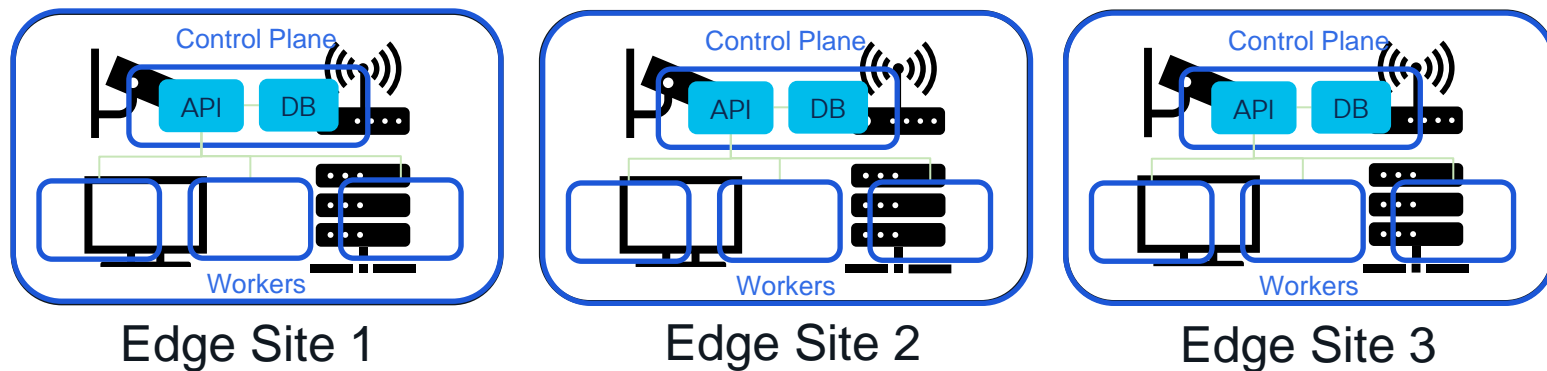 Control Plane
API DB
Workers
Edge Site 1
Control Plane
API DB
Workers
Edge Site 2
Control Plane
API DB
Workers
Edge Site 3